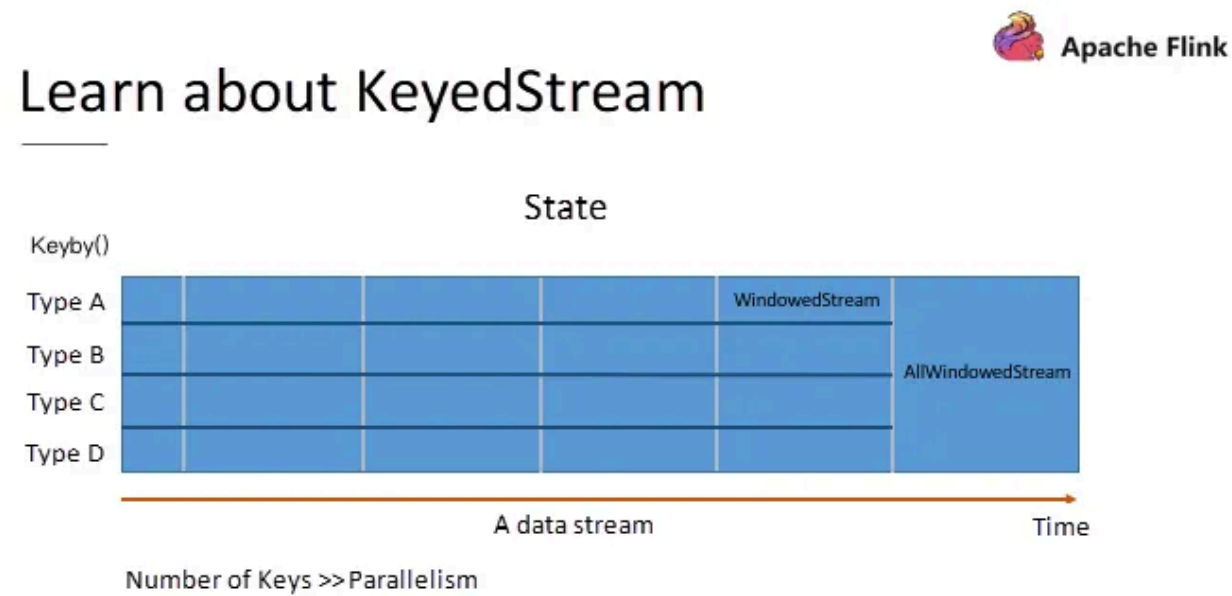 Apache Flink
Learn about KeyedStream
State
Keyby()
Type A
WindowedStream
Type B
AllWindowedStream
Type C
Type D
A data stream
Time
Number of Keys >>Parallelism